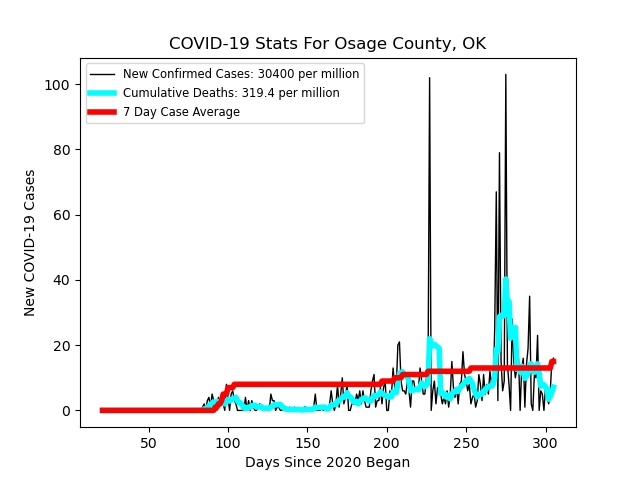 COVID-19 Stats For Osage County, OK
New Confirmed Cases: 30400 per million
Cumulative Deaths: 319.4 per million
7 Day Case Average
New COVID-19 Cases
100
80
60
40
20
0
50 100 150 200 250 300
Days Since 2020 Began